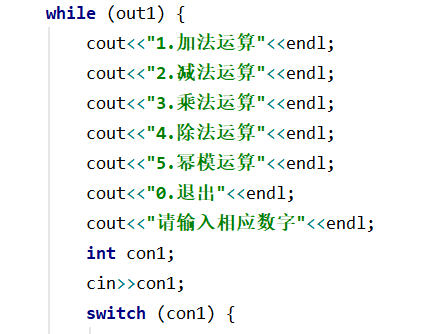 while (out1) {
cout<<"1.加法运算"<<endl;
cout<<"2.减法运算"<<endl;
cout<<"3.乘法运算"<<endl;
cout<<"4.除法运算"<<endl;
cout<<"5.幂模运算"<<endl;
cout<<"0.退出"<<endl;
cout<<"请输入相应数字"<<endl;
int con1;
cin>>con1;
switch (con1) {